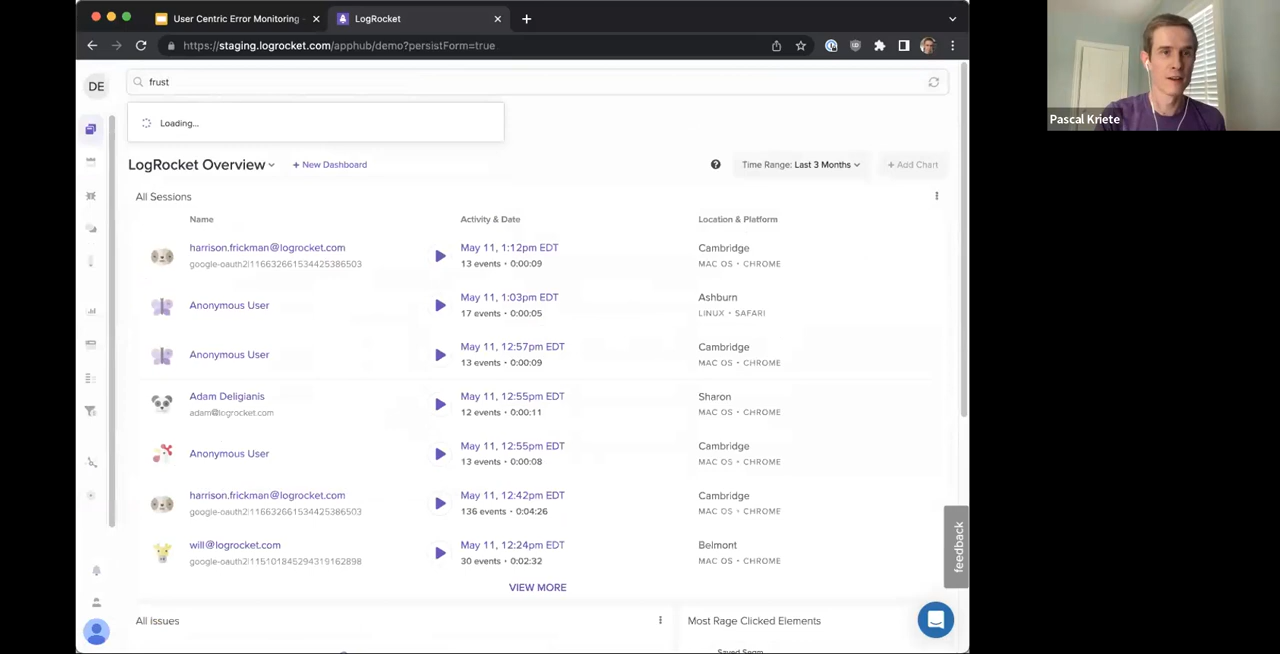 User Centric Error Monitoring
LogRocket
https://staging.logrocket.com/apphub/demo?persistForm=true
Pascal Kriete
DE
frust
Loading...
LogRocket Overview
+ New Dashboard
Time Range: Last 3 Months
+ Add Chart
All Sessions
Name
Activity & Date
Location & Platform
harrison.frickman@logrocket.com
May 11, 1:12pm EDT
Cambridge
google-oauth2|116632661534425386503
13 events • 0:00:09
MAC OS • CHROME
Anonymous User
May 11, 1:03pm EDT
Ashburn
17 events • 0:00:05
LINUX • SAFARI
Anonymous User
May 11, 12:57pm EDT
Cambridge
13 events • 0:00:09
MAC OS • CHROME
Adam Deligianis
May 11, 12:55pm EDT
Sharon
adam@logrocket.com
12 events • 0:00:11
MAC OS • CHROME
Anonymous User
May 11, 12:55pm EDT
Cambridge
13 events • 0:00:08
MAC OS • CHROME
harrison.frickman@logrocket.com
May 11, 12:42pm EDT
Cambridge
google-oauth2|116632661534425386503
136 events • 0:04:26
MAC OS • CHROME
will@logrocket.com
May 11, 12:24pm EDT
Belmont
google-oauth2|115101845294319162898
30 events • 0:02:32
MAC OS • CHROME
VIEW MORE
feedback
All issues
Most Rage Clicked Elements